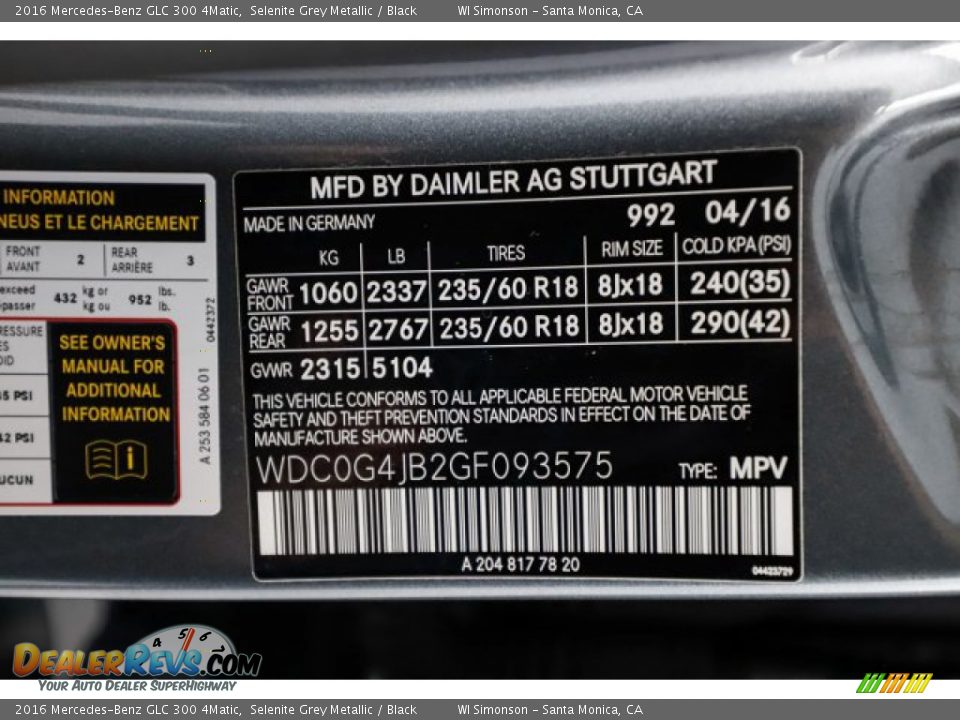 2016 Mercedes-Benz GLC 300 4Matic, Selenite Grey Metallic / Black WI Simonson - Santa Monica, CA
INFORMATION
NEUS ET LE CHARGEMENT
FRONT AVANT 2 REAR ARRIÈRE 3
exceed 432 kg or kg ou 952 lbs. lb.
RESSURE
SEE OWNER'S
MANUAL FOR
ADDITIONAL
INFORMATION
i
PSI
PSI
UCUN
0442372
A 253 584 06 01
MFD BY DAIMLER AG STUTTGART
MADE IN GERMANY 992 04/16
KG LB TIRES RIM SIZE COLD KPA (PSI)
GAWR FRONT 1060 2337 235/60 R18 8Jx18 240(35)
GAWR REAR 1255 2767 235/60 R18 8Jx18 290(42)
GVWR 2315 5104
THIS VEHICLE CONFORMS TO ALL APPLICABLE FEDERAL MOTOR VEHICLE
SAFETY AND THEFT PREVENTION STANDARDS IN EFFECT ON THE DATE OF
MANUFACTURE SHOWN ABOVE.
WDC0G4JB2GF093575 TYPE: MPV
A 204 817 78 20
04423729
4 5 6
DealerRevs.com
Your Auto Dealer SuperHighway
2016 Mercedes-Benz GLC 300 4Matic, Selenite Grey Metallic / Black WI Simonson - Santa Monica, CA